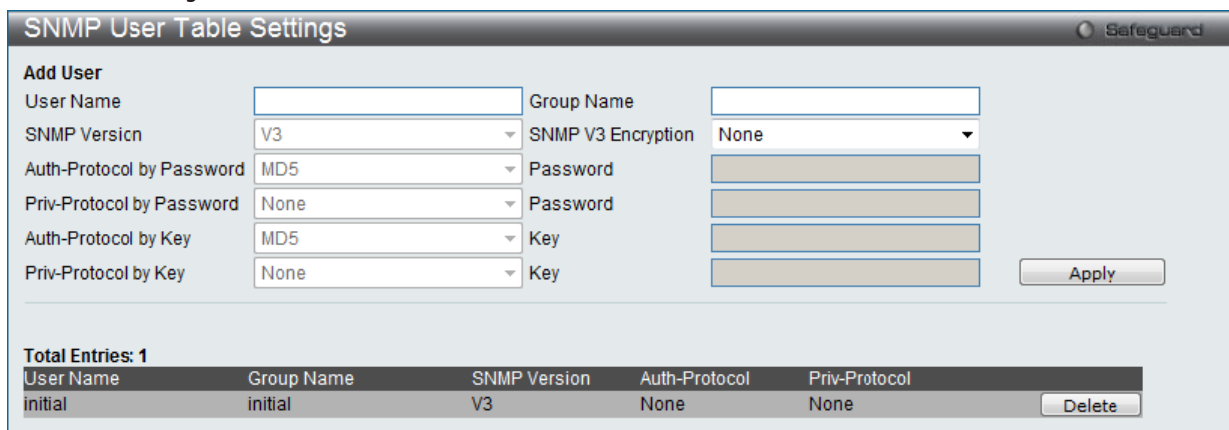 SNMP User Table Settings Safeguard
Add User
User Name Group Name
SNMP Version V3 SNMP V3 Encryption None
Auth-Protocol by Password MD5 Password
Priv-Protocol by Password None Password
Auth-Protocol by Key MD5 Key
Priv-Protocol by Key None Key Apply
Total Entries: 1
User Name Group Name SNMP Version Auth-Protocol Priv-Protocol
initial initial V3 None None Delete